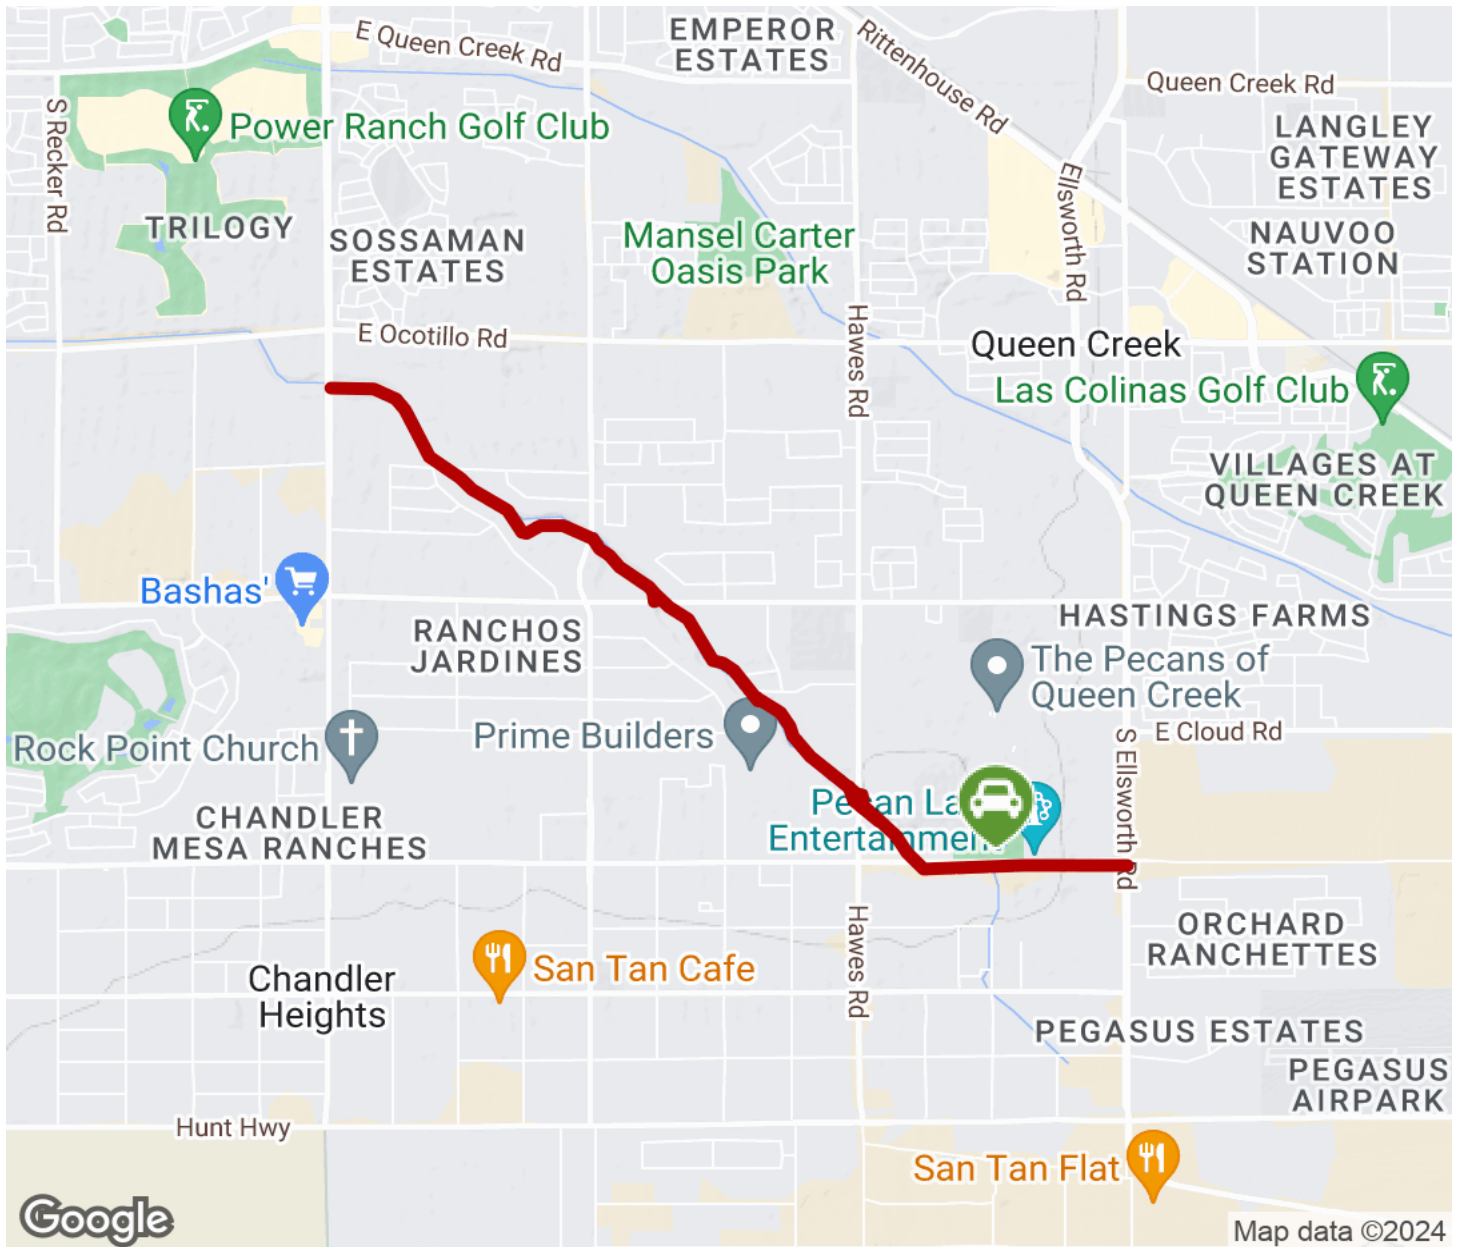 EMPEROR
ESTATES
E Queen Creek Rd
Rittenhouse Rd
Queen Creek Rd
S Recker Rd
Power Ranch Golf Club
LANGLEY
GATEWAY
ESTATES
Ellsworth Rd
TRILOGY
SOSSAMAN
ESTATES
Mansel Carter
Oasis Park
NAUVOO
STATION
E Ocotillo Rd
Hawes Rd
Queen Creek
Las Colinas Golf Club
VILLAGES AT
QUEEN CREEK
Bashas'
RANCHOS
JARDINES
HASTINGS FARMS
The Pecans of
Queen Creek
Rock Point Church
Prime Builders
S Ellsworth Rd
E Cloud Rd
CHANDLER
MESA RANCHES
Pecan La
Entertainment
Hawes Rd
ORCHARD
RANCHETTES
San Tan Cafe
Chandler
Heights
PEGASUS ESTATES
PEGASUS
AIRPARK
Hunt Hwy
San Tan Flat
Google
Map data ©2024